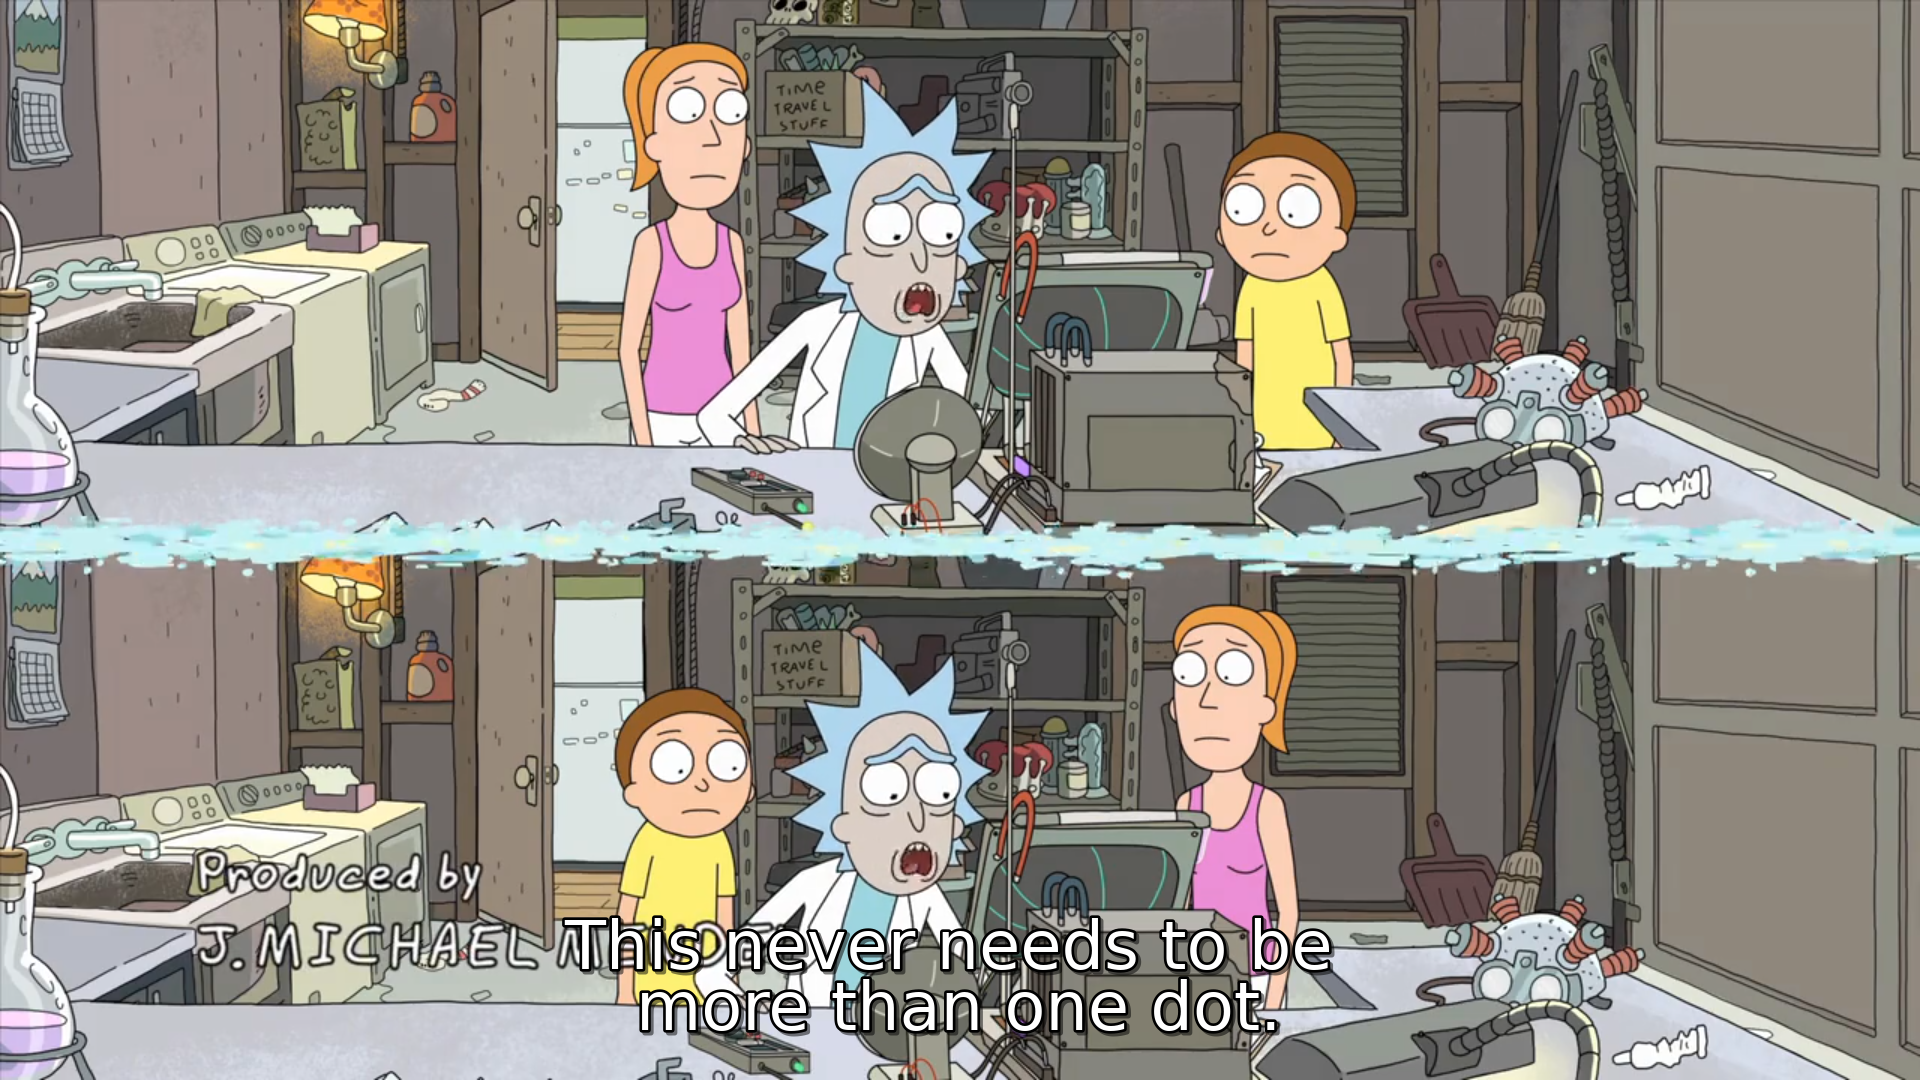 TIME
TRAVEL
STUFF
TIME
TRAVEL
STUFF
Produced by
J. MICHAEL
This never needs to be
more than one dot.